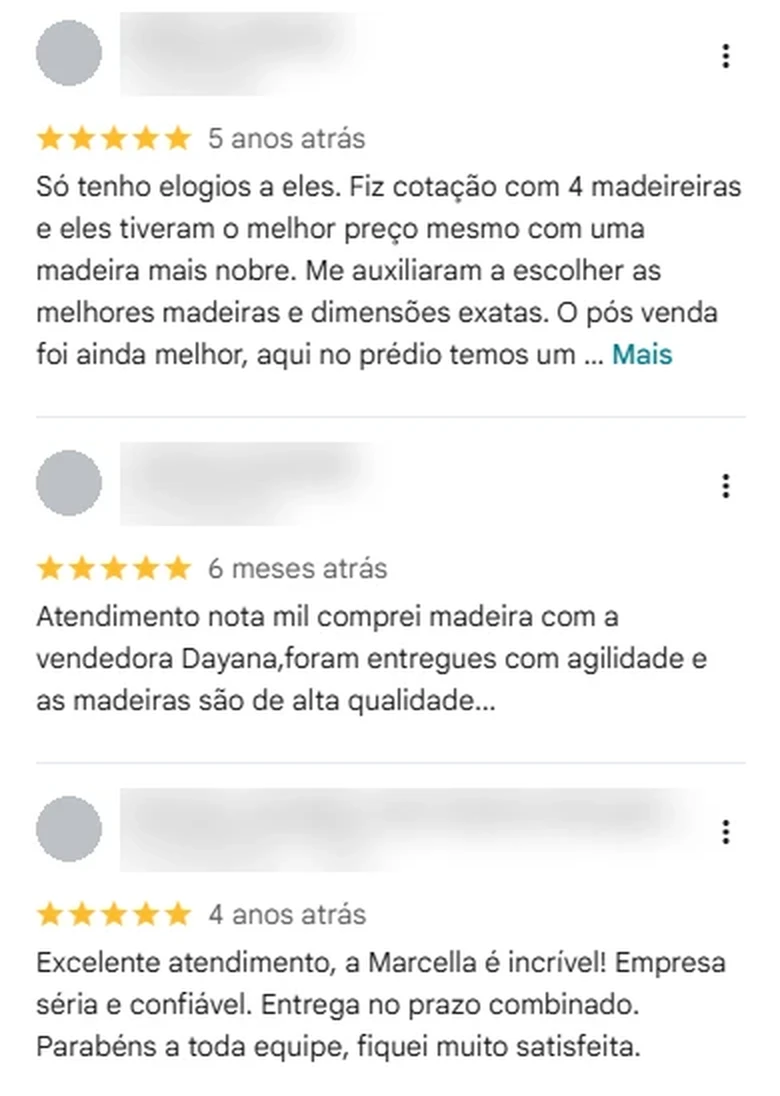 5 anos atrás
Só tenho elogios a eles. Fiz cotação com 4 madeireiras
e eles tiveram o melhor preço mesmo com uma
madeira mais nobre. Me auxiliaram a escolher as
melhores madeiras e dimensões exatas. O pós venda
foi ainda melhor, aqui no prédio temos um ... Mais
6 meses atrás
Atendimento nota mil comprei madeira com a
vendedora Dayana,foram entregues com agilidade e
as madeiras são de alta qualidade...
4 anos atrás
Excelente atendimento, a Marcella é incrível! Empresa
séria e confiável. Entrega no prazo combinado.
Parabéns a toda equipe, fiquei muito satisfeita.